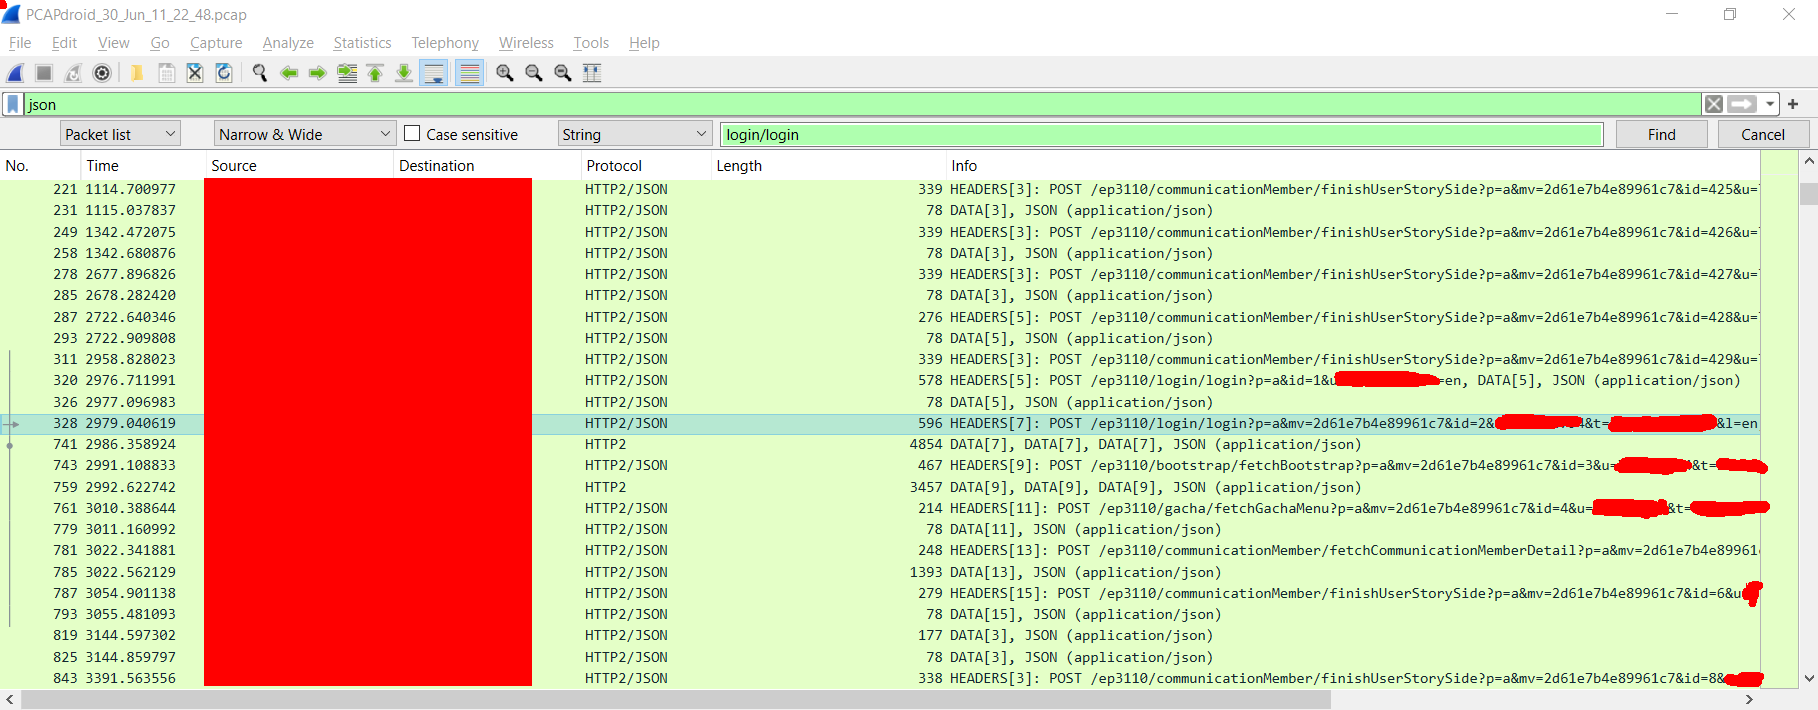 PCAPdroid_30_Jun_11_22_48.pcap
File Edit View Go Capture Analyze Statistics Telephony Wireless Tools Help
json
Packet list Narrow & Wide Case sensitive String login/login Find Cancel
No. Time Source Destination Protocol Length Info
221 1114.700977 HTTP2/JSON 339 HEADERS[3]: POST /ep3110/communicationMember/finishUserStorySide?p=a&mv=2d61e7b4e89961c7&id=425&u=
231 1115.037837 HTTP2/JSON 78 DATA[3], JSON (application/json)
249 1342.472075 HTTP2/JSON 339 HEADERS[3]: POST /ep3110/communicationMember/finishUserStorySide?p=a&mv=2d61e7b4e89961c7&id=426&u=
258 1342.680876 HTTP2/JSON 78 DATA[3], JSON (application/json)
278 2677.896826 HTTP2/JSON 339 HEADERS[3]: POST /ep3110/communicationMember/finishUserStorySide?p=a&mv=2d61e7b4e89961c7&id=427&u=
285 2678.282420 HTTP2/JSON 78 DATA[3], JSON (application/json)
287 2722.640346 HTTP2/JSON 276 HEADERS[5]: POST /ep3110/communicationMember/finishUserStorySide?p=a&mv=2d61e7b4e89961c7&id=428&u=
293 2722.909808 HTTP2/JSON 78 DATA[5], JSON (application/json)
311 2958.828023 HTTP2/JSON 339 HEADERS[3]: POST /ep3110/communicationMember/finishUserStorySide?p=a&mv=2d61e7b4e89961c7&id=429&u=
320 2976.711991 HTTP2/JSON 578 HEADERS[5]: POST /ep3110/login/login?p=a&id=1&u =en, DATA[5], JSON (application/json)
326 2977.096983 HTTP2/JSON 78 DATA[5], JSON (application/json)
328 2979.040619 HTTP2/JSON 596 HEADERS[7]: POST /ep3110/login/login?p=a&mv=2d61e7b4e89961c7&id=2& 4&t= &l=en
741 2986.358924 HTTP2 4854 DATA[7], DATA[7], DATA[7], JSON (application/json)
743 2991.108833 HTTP2/JSON 467 HEADERS[9]: POST /ep3110/bootstrap/fetchBootstrap?p=a&mv=2d61e7b4e89961c7&id=3&u= &t=
759 2992.622742 HTTP2 3457 DATA[9], DATA[9], DATA[9], JSON (application/json)
761 3010.388644 HTTP2/JSON 214 HEADERS[11]: POST /ep3110/gacha/fetchGachaMenu?p=a&mv=2d61e7b4e89961c7&id=4&u= &t=
779 3011.160992 HTTP2/JSON 78 DATA[11], JSON (application/json)
781 3022.341881 HTTP2/JSON 248 HEADERS[13]: POST /ep3110/communicationMember/fetchCommunicationMemberDetail?p=a&mv=2d61e7b4e89961
785 3022.562129 HTTP2/JSON 1393 DATA[13], JSON (application/json)
787 3054.901138 HTTP2/JSON 279 HEADERS[15]: POST /ep3110/communicationMember/finishUserStorySide?p=a&mv=2d61e7b4e89961c7&id=6&u
793 3055.481093 HTTP2/JSON 78 DATA[15], JSON (application/json)
819 3144.597302 HTTP2/JSON 177 DATA[3], JSON (application/json)
825 3144.859797 HTTP2/JSON 78 DATA[3], JSON (application/json)
843 3391.563556 HTTP2/JSON 338 HEADERS[3]: POST /ep3110/communicationMember/finishUserStorySide?p=a&mv=2d61e7b4e89961c7&id=8&